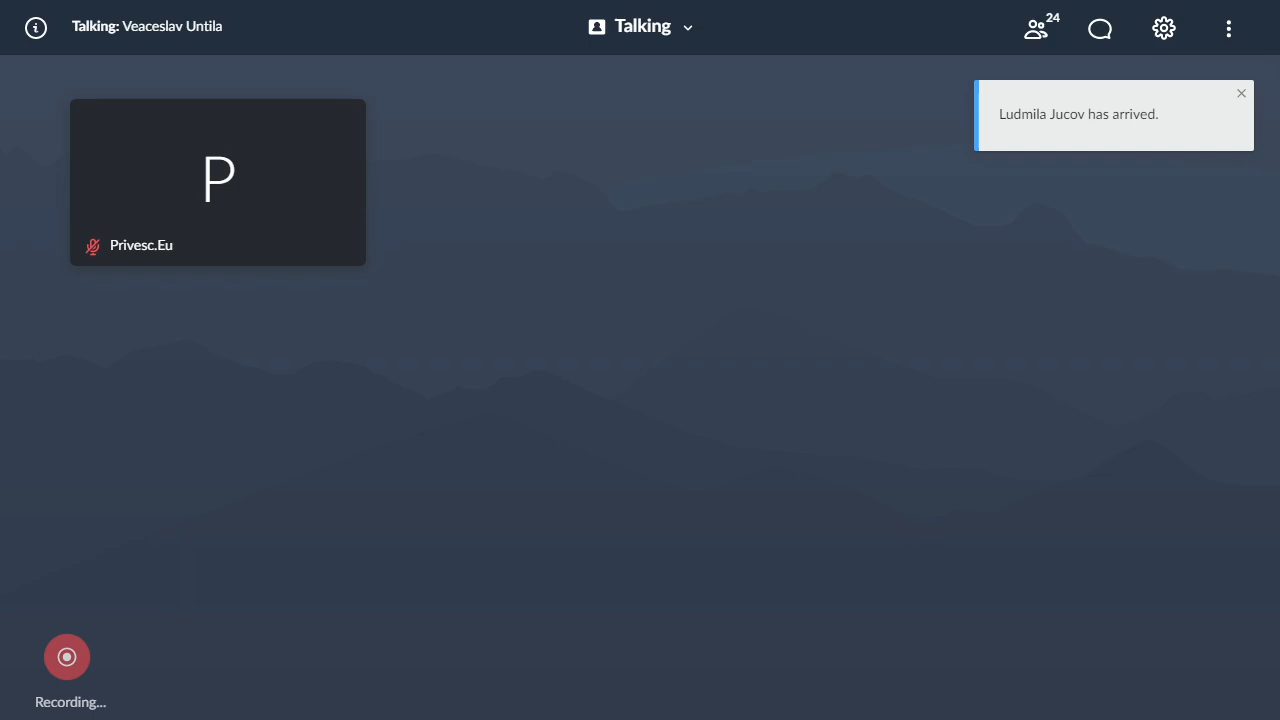 Talking: Veaceslav Untila
Talking
24
Ludmila Jucov has arrived.
P
Privesc.Eu
Recording...